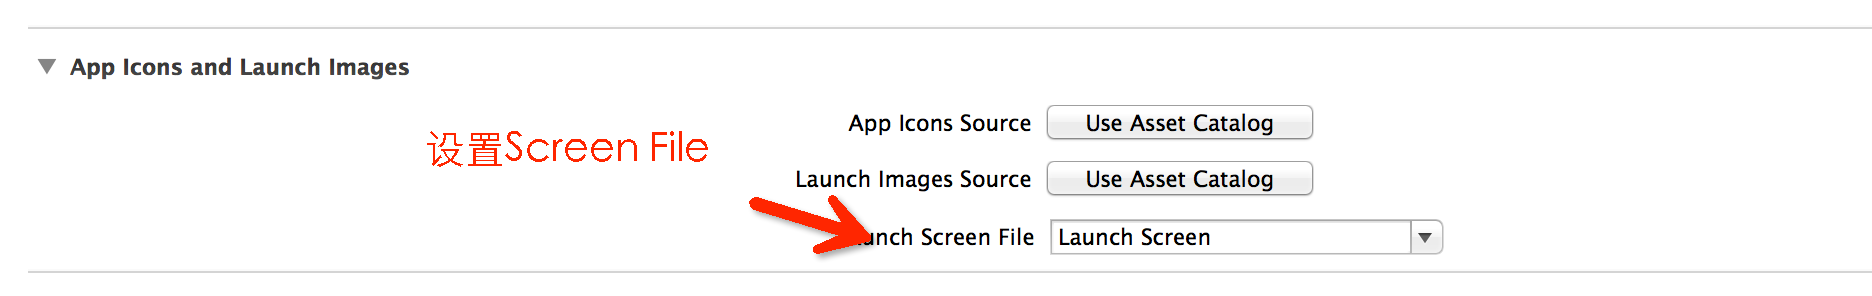 App Icons and Launch Images
App Icons Source Use Asset Catalog
设置Screen File
Launch Images Source Use Asset Catalog
unch Screen File Launch Screen